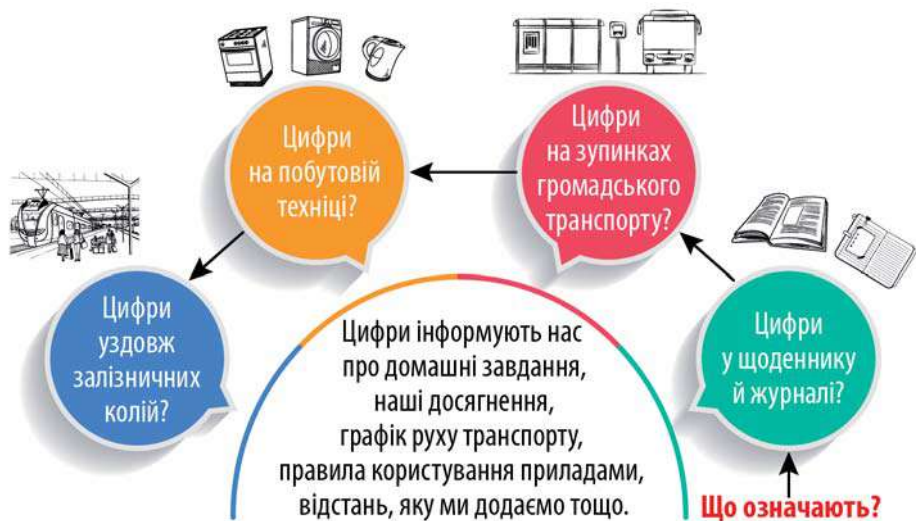 Цифри
на побутовій
техніці?
Цифри
на зупинках
громадського
транспорту?
Цифри
уздовж
залізничних
колій?
Цифри
у щоденнику
й журналі?
Цифри інформують нас
про домашні завдання,
наші досягнення,
графік руху транспорту,
правила користування приладами,
відстань, яку ми додаємо тощо.
Що означають?